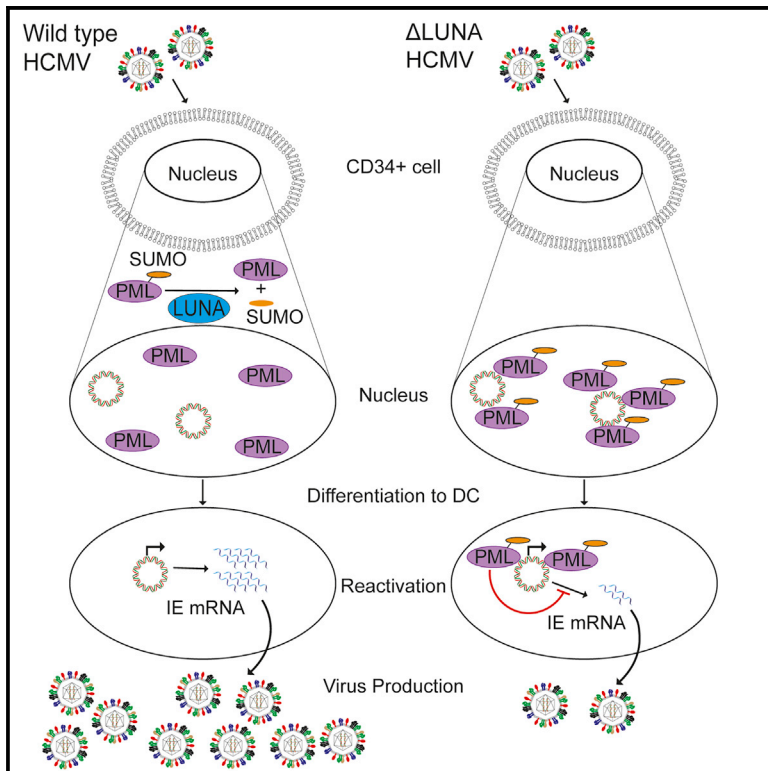 Wild type
HCMV
ΔLUNA
HCMV
Nucleus
CD34+ cell
Nucleus
SUMO
PML
PML
+
LUNA
SUMO
PML
PML
PML
PML
Nucleus
PML
PML
PML
PML
PML
Differentiation to DC
IE mRNA
Reactivation
PML
PML
IE mRNA
Virus Production